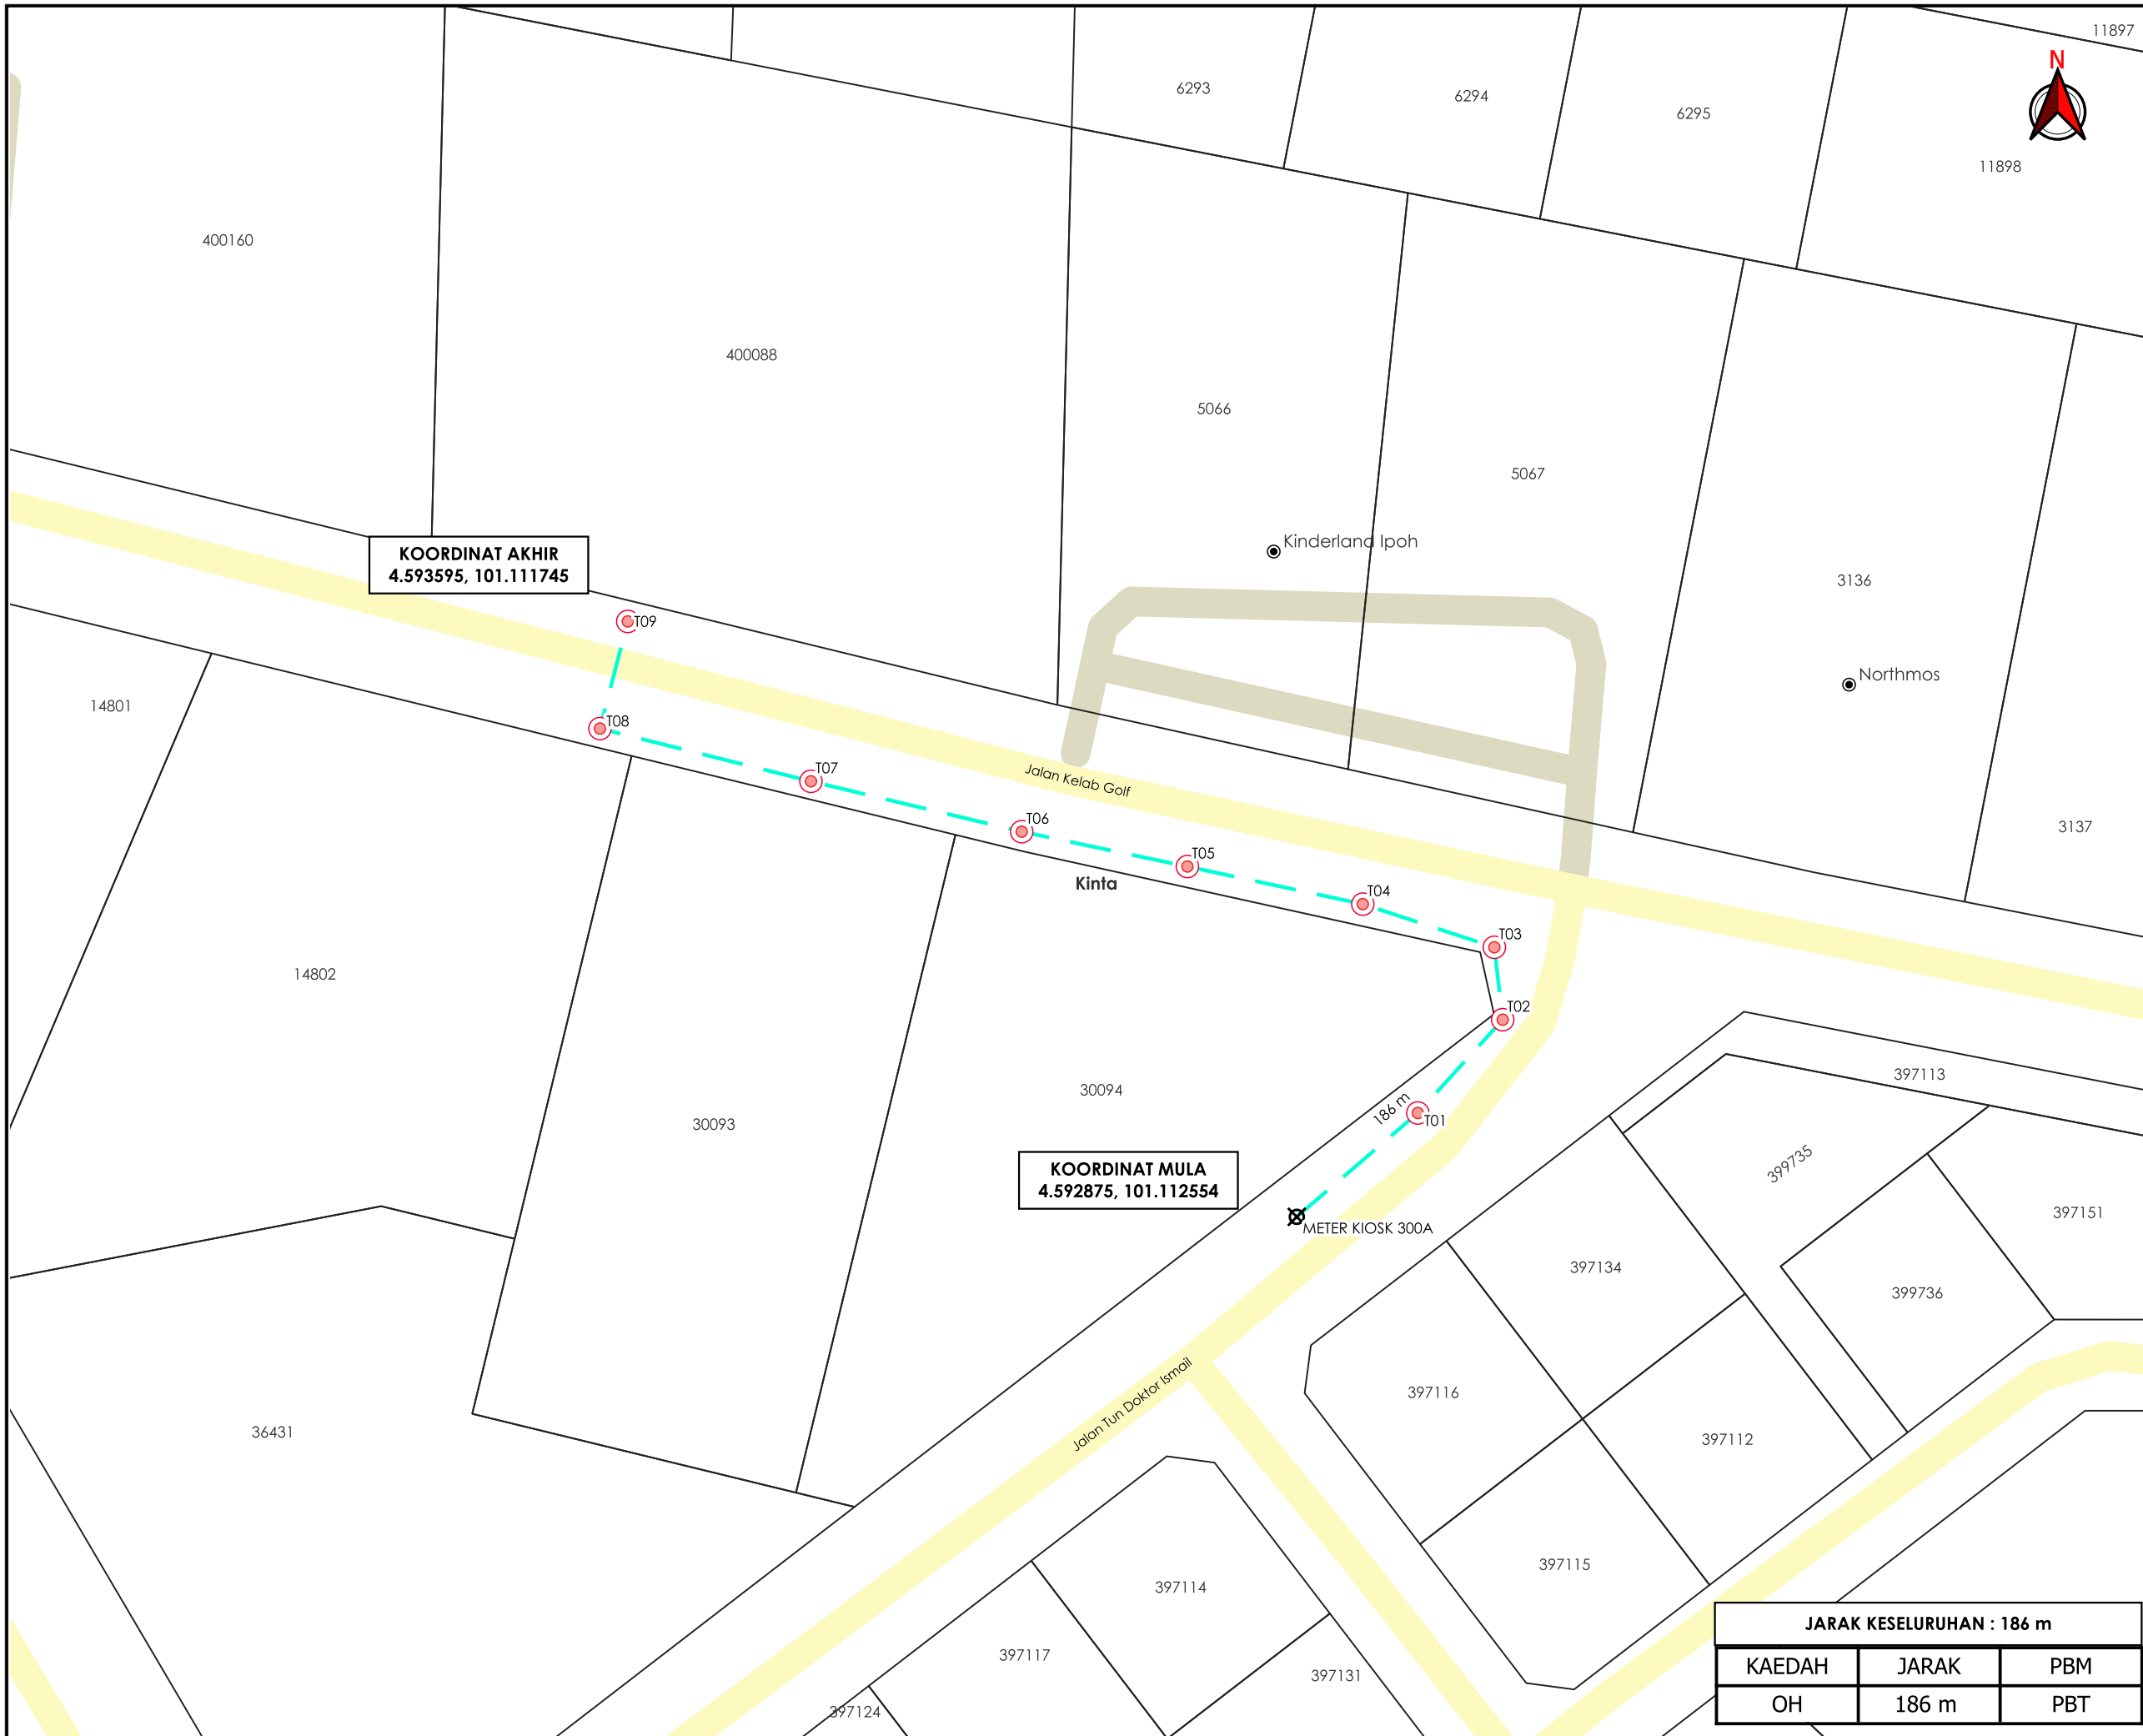 11897
N
6293
6294
6295
11898
400160
400088
5066
5067
Kinderland Ipoh
KOORDINAT AKHIR
4.593595, 101.111745
3136
T09
Northmos
14801
T08
T07
Jalan Kelab Golf
T06
3137
T05
Kinta
T04
T03
14802
T02
397113
30094
186 m
T01
30093
399735
KOORDINAT MULA
4.592875, 101.112554
397151
METER KIOSK 300A
397134
399736
Jalan Tun Doktor Ismail
397116
36431
397112
397115
397114
JARAK KESELURUHAN : 186 m
397117
KAEDAH JARAK PBM
397131
OH 186 m PBT
397124